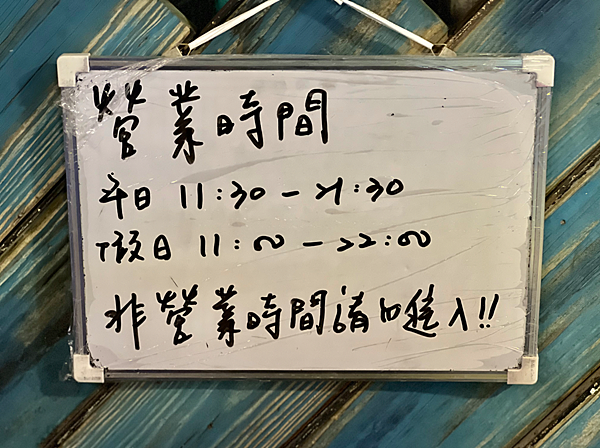 營業時間
平日 11:30 - 21:30
假日 11:00 - 22:00
非營業時間請勿進入!!